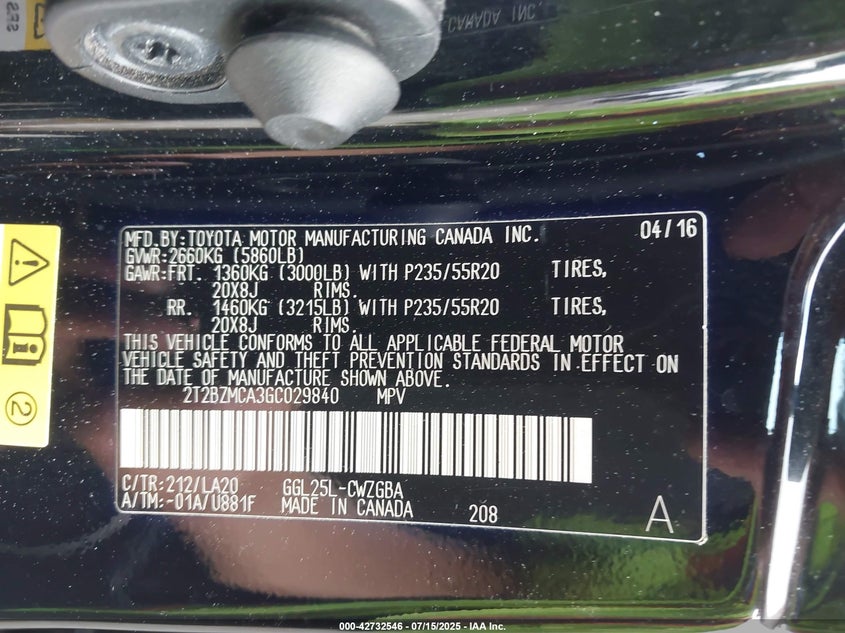 CANADA INC.
MFD.BY:TOYOTA MOTOR MANUFACTURING CANADA INC. 04/16
GVWR:2660KG (5860LB)
GAWR:FRT. 1360KG (3000LB) WITH P235/55R20 TIRES,
20X8J RIMS.
RR. 1460KG (3215LB) WITH P235/55R20 TIRES,
20X8J RIMS.
THIS VEHICLE CONFORMS TO ALL APPLICABLE FEDERAL MOTOR
VEHICLE SAFETY AND THEFT PREVENTION STANDARDS IN EFFECT ON
THE DATE OF MANUFACTURE SHOWN ABOVE.
2T2BZMCA3GC029840 MPV
C/TR:212/LA20 GGL25L-CWZGBA
A/TM:-01A/U881F MADE IN CANADA 208 A
2
000-42732546 - 07/15/2025 - IAA Inc.